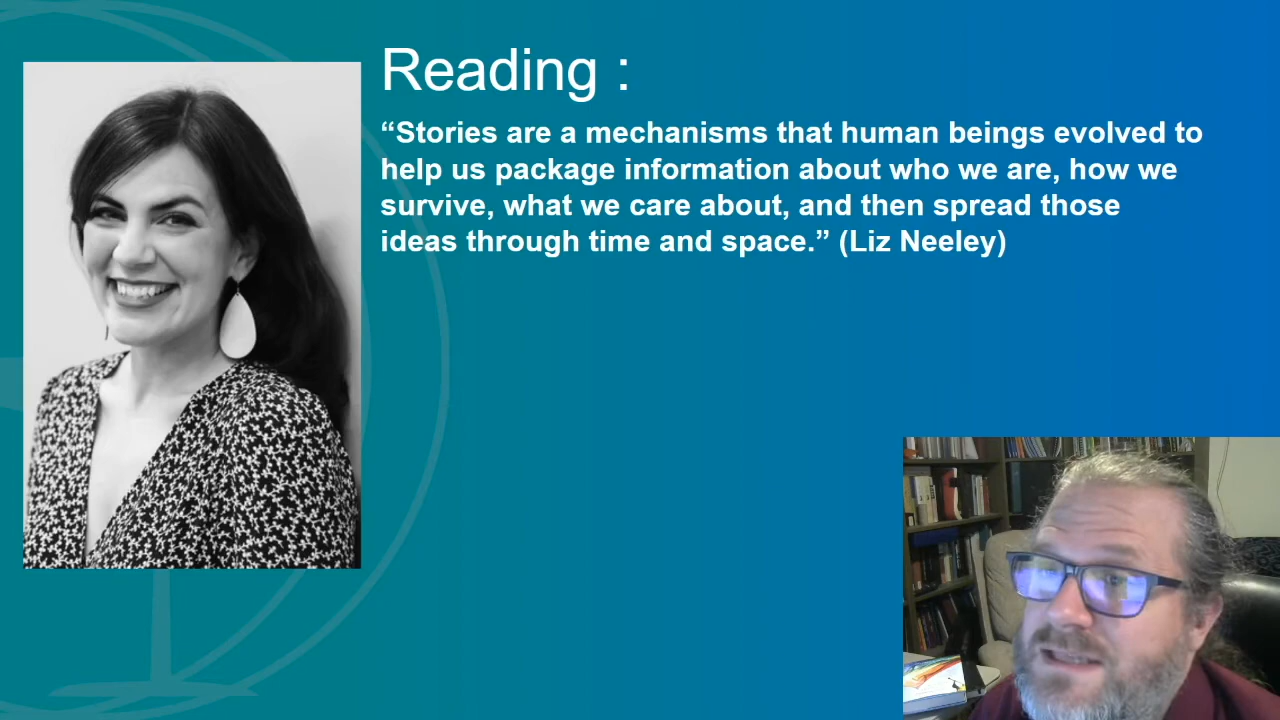 Reading :
“Stories are a mechanisms that human beings evolved to
help us package information about who we are, how we
survive, what we care about, and then spread those
ideas through time and space.” (Liz Neeley)